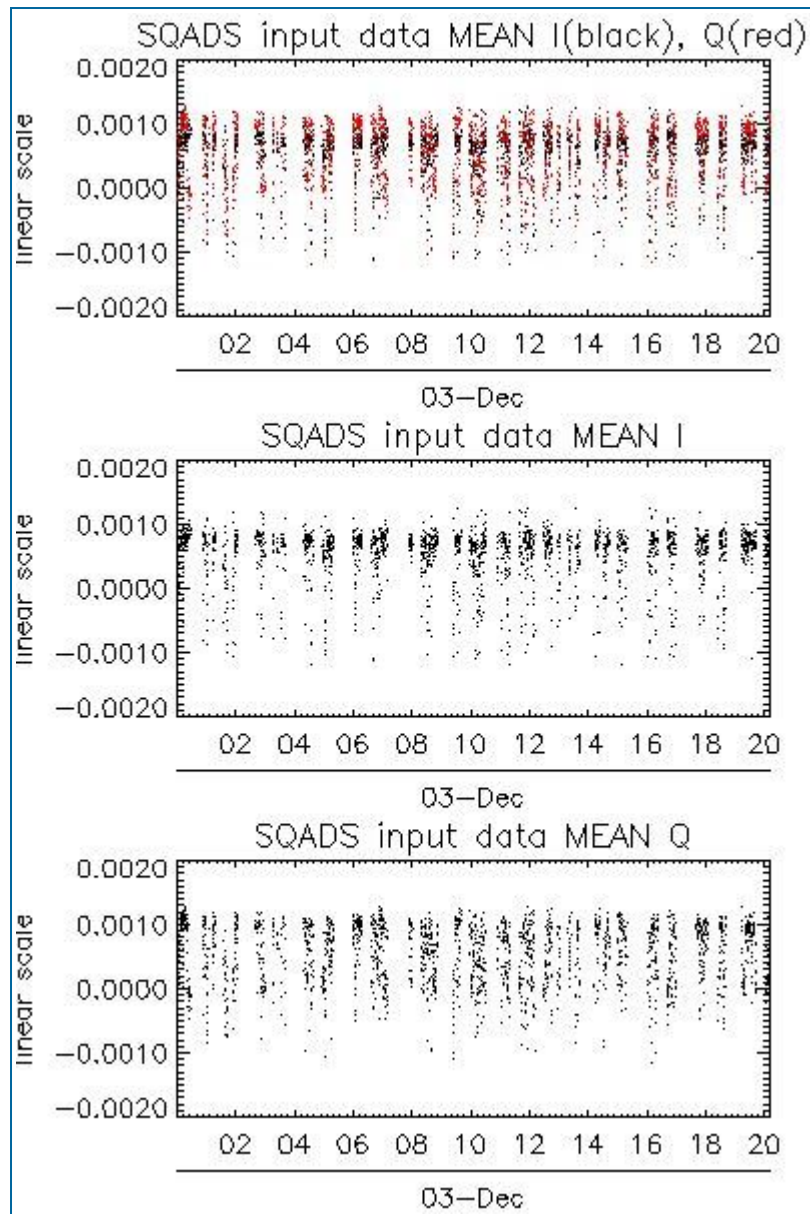 SQADS input data MEAN I(black), Q(red)
linear scale
0.0020
0.0010
0.0000
−0.0010
−0.0020
02 04 06 08 10 12 14 16 18 20
03−Dec
SQADS input data MEAN I
linear scale
0.0020
0.0010
0.0000
−0.0010
−0.0020
02 04 06 08 10 12 14 16 18 20
03−Dec
SQADS input data MEAN Q
linear scale
0.0020
0.0010
0.0000
−0.0010
−0.0020
02 04 06 08 10 12 14 16 18 20
03−Dec